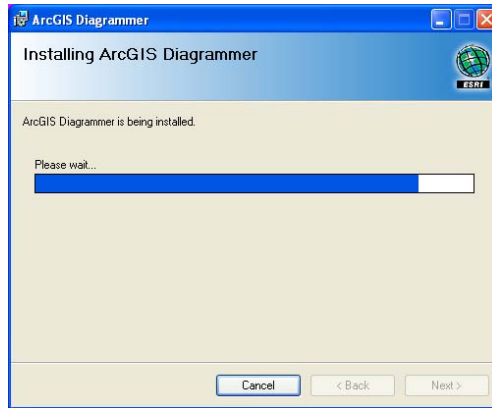 ArcGIS Diagrammer
Installing ArcGIS Diagrammer
ESRI
ArcGIS Diagrammer is being installed.
Please wait...
Cancel
< Back
Next >